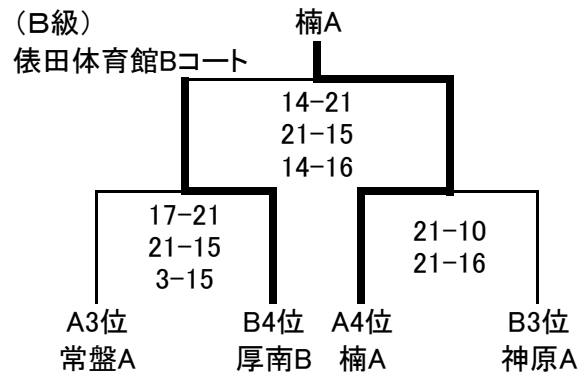 （B級）
楠A
俵田体育館Bコート
14-21
21-15
14-16
17-21
21-15
3-15
21-10
21-16
A3位
B4位
A4位
B3位
常盤A
厚南B
楠A
神原A